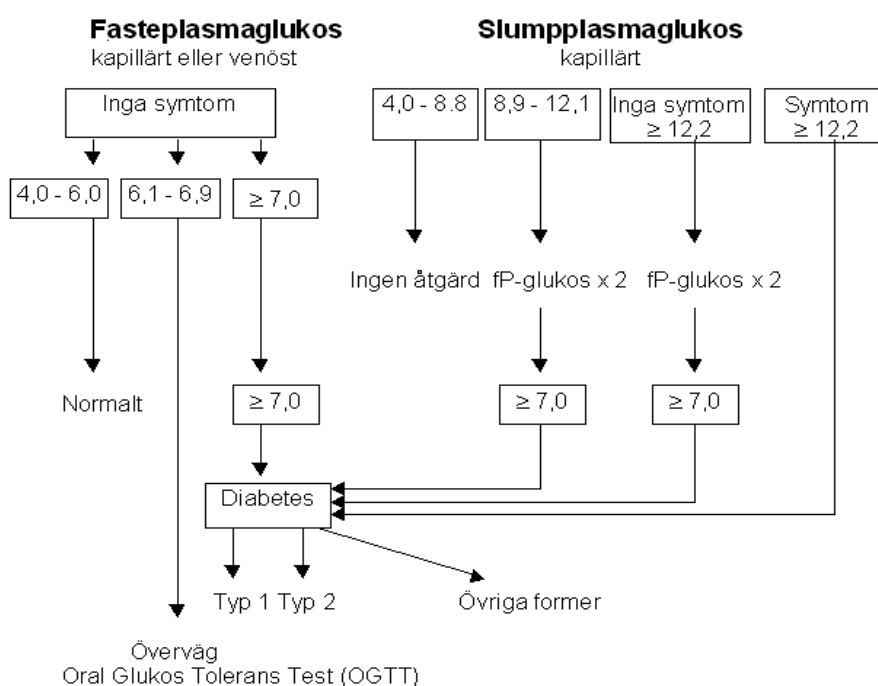 Fasteplasmaglukos
kapillärt eller venöst
Slumpplasmaglukos
kapillärt
Inga symtom
4,0 - 8.8
8,9 - 12,1
Inga symtom
≥ 12,2
Symtom
≥ 12,2
4,0 - 6,0
6,1 - 6,9
≥ 7,0
Ingen åtgärd
fP-glukos x 2
fP-glukos x 2
Normalt
≥ 7,0
≥ 7,0
≥ 7,0
Diabetes
Typ 1 Typ 2
Övriga former
Överväg
Oral Glukos Tolerans Test (OGTT)